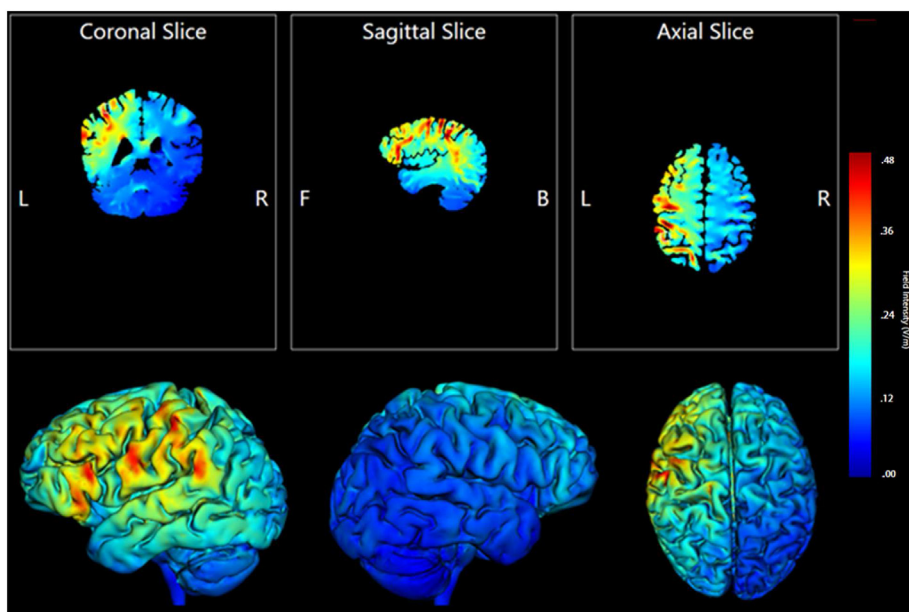 Coronal Slice
Sagittal Slice
Axial Slice
L
R
F
B
L
R
.48
.36
.24
.12
.00
Field Intensity (V/m)